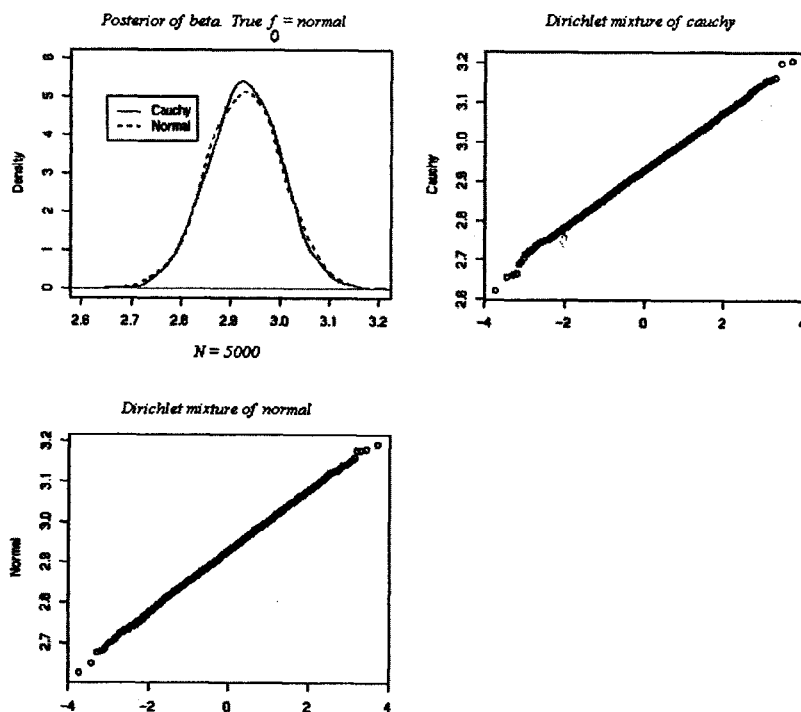 Posterior of beta. True f0 = normal
Density
0 1 2 3 4 5 6
Cauchy
Normal
2.6 2.7 2.8 2.9 3.0 3.1 3.2
N = 5000
Dirichlet mixture of cauchy
Cauchy
2.6 2.7 2.8 2.9 3.0 3.1 3.2
-4 -2 0 2 4
Dirichlet mixture of normal
Normal
2.7 2.8 2.9 3.0 3.1 3.2
-4 -2 0 2 4